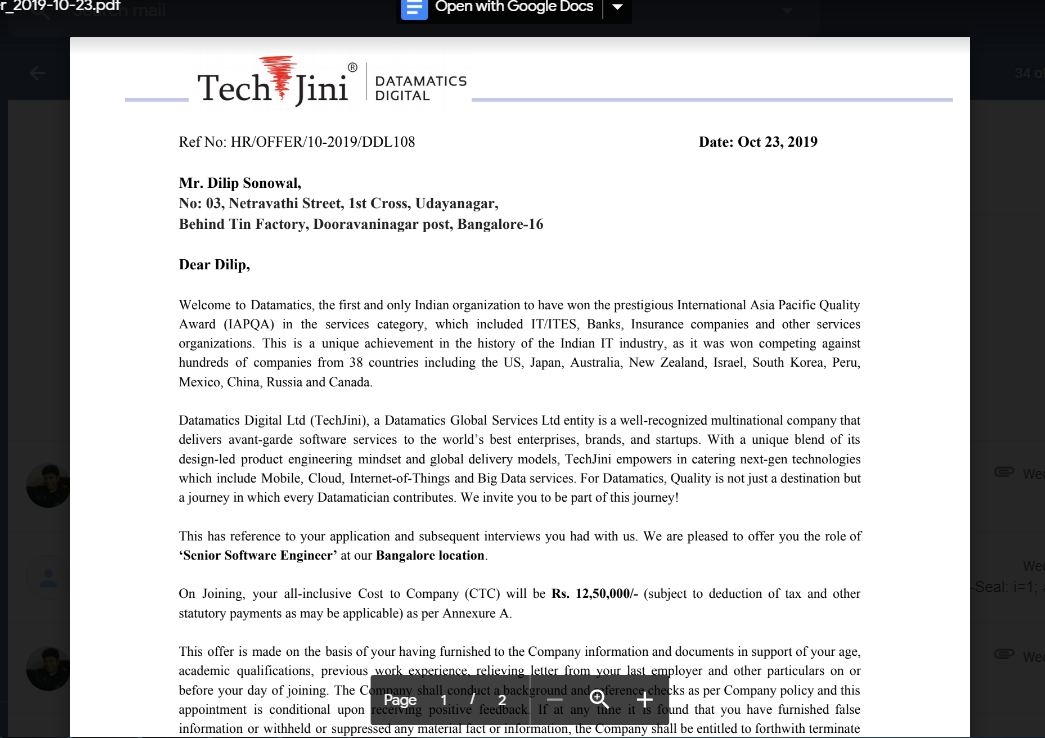 r_2019-10-23.pdf
mail
Open with Google Docs
34 o
Tech Jini ®
DATAMATICS
DIGITAL
Ref No: HR/OFFER/10-2019/DDL108
Date: Oct 23, 2019
Mr. Dilip Sonowal,
No: 03, Netravathi Street, 1st Cross, Udayanagar,
Behind Tin Factory, Dooravaninagar post, Bangalore-16
Dear Dilip,
Welcome to Datamatics, the first and only Indian organization to have won the prestigious International Asia Pacific Quality
Award (IAPQA) in the services category, which included IT/ITES, Banks, Insurance companies and other services
organizations. This is a unique achievement in the history of the Indian IT industry, as it was won competing against
hundreds of companies from 38 countries including the US, Japan, Australia, New Zealand, Israel, South Korea, Peru,
Mexico, China, Russia and Canada.
Datamatics Digital Ltd (TechJini), a Datamatics Global Services Ltd entity is a well-recognized multinational company that
delivers avant-garde software services to the world's best enterprises, brands, and startups. With a unique blend of its
design-led product engineering mindset and global delivery models, TechJini empowers in catering next-gen technologies
which include Mobile, Cloud, Internet-of-Things and Big Data services. For Datamatics, Quality is not just a destination but
a journey in which every Datamatician contributes. We invite you to be part of this journey!
This has reference to your application and subsequent interviews you had with us. We are pleased to offer you the role of
'Senior Software Engineer' at our Bangalore location.
On Joining, your all-inclusive Cost to Company (CTC) will be Rs. 12,50,000/- (subject to deduction of tax and other
statutory payments as may be applicable) as per Annexure A.
This offer is made on the basis of your having furnished to the Company information and documents in support of your age,
academic qualifications, previous work experience, relieving letter from your last employer and other particulars on or
before your day of joining. The Company shall conduct a background and reference checks as per Company policy and this
appointment is conditional upon receiving positive feedback. If at any time it is found that you have furnished false
information or withheld or suppressed any material fact or information, the Company shall be entitled to forthwith terminate
Page 1 / 2
Wed
Wed
-Seal: i=1;
Wed